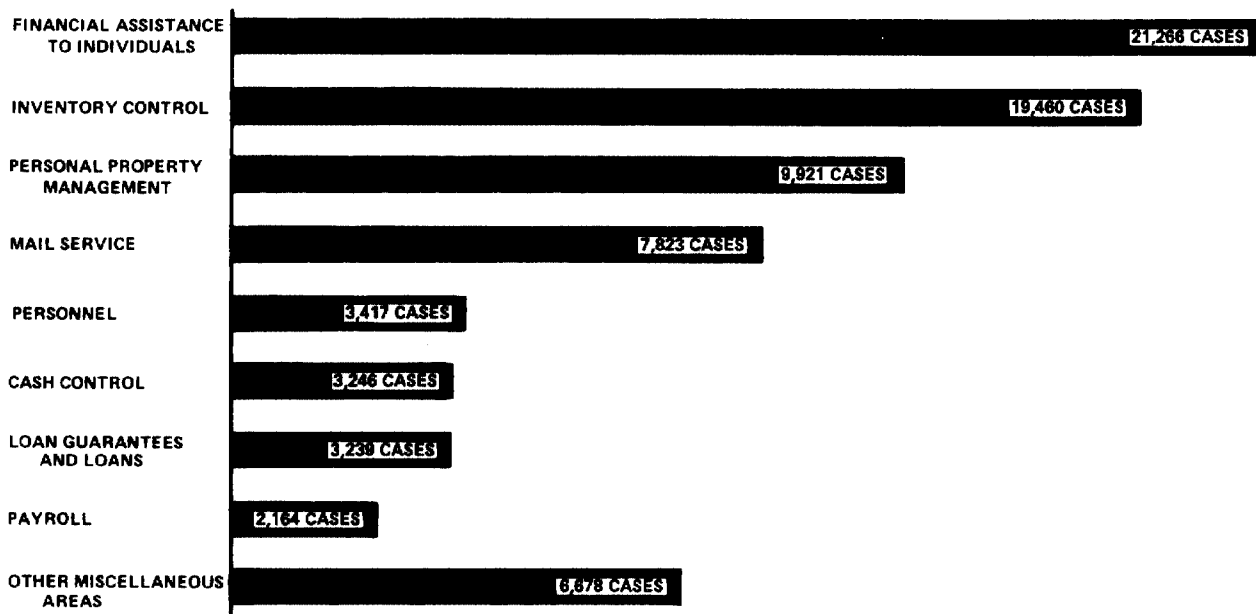 FINANCIAL ASSISTANCE
TO INDIVIDUALS
21,266 CASES
INVENTORY CONTROL
19,460 CASES
PERSONAL PROPERTY
MANAGEMENT
9,921 CASES
MAIL SERVICE
7,823 CASES
PERSONNEL
3,417 CASES
CASH CONTROL
3,246 CASES
LOAN GUARANTEES
AND LOANS
3,239 CASES
PAYROLL
2,164 CASES
OTHER MISCELLANEOUS
AREAS
6,678 CASES